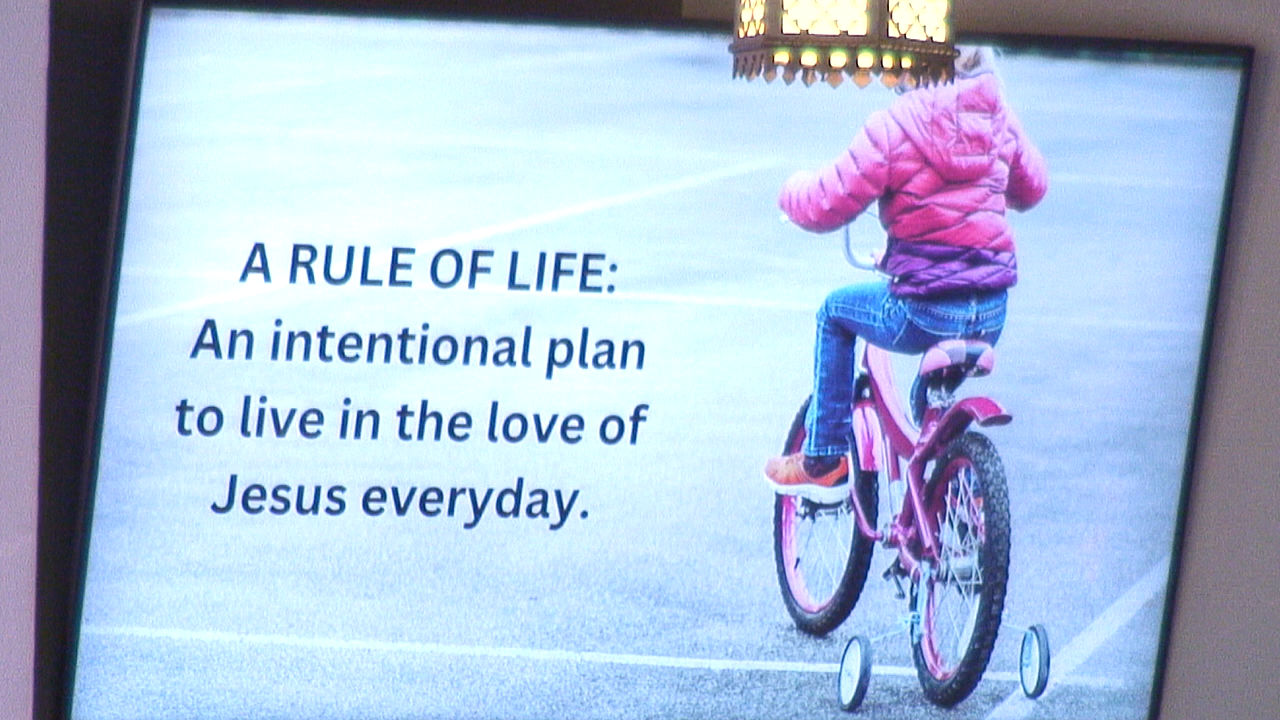 A RULE OF LIFE:
An intentional plan
to live in the love of
Jesus everyday.